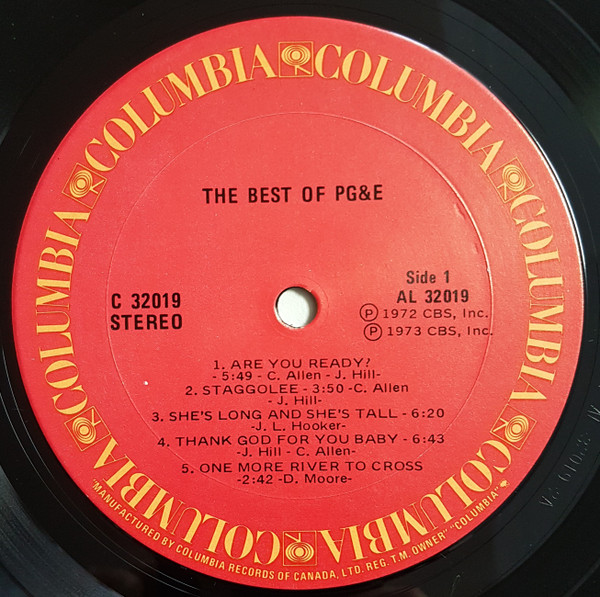 COLUMBIA COLUMBIA COLUMBIA COLUMBIA COLUMBIA COLUMBIA
THE BEST OF PG&E
C 32019
STEREO
Side 1
AL 32019
Ⓟ 1972 CBS, Inc.
Ⓟ 1973 CBS, Inc.
1. ARE YOU READY?
- 5:49 - C. Allen - J. Hill-
2. STAGGOLEE - 3:50 -C. Allen
- J. Hill-
3. SHE'S LONG AND SHE'S TALL - 6:20
-J. L. Hooker-
4. THANK GOD FOR YOU BABY - 6:43
-J. Hill - C. Allen-
5. ONE MORE RIVER TO CROSS
-2:42 -D. Moore-
"MANUFACTURED BY COLUMBIA RECORDS OF CANADA, LTD. REG. T.M. OWNER" "COLUMBIA",